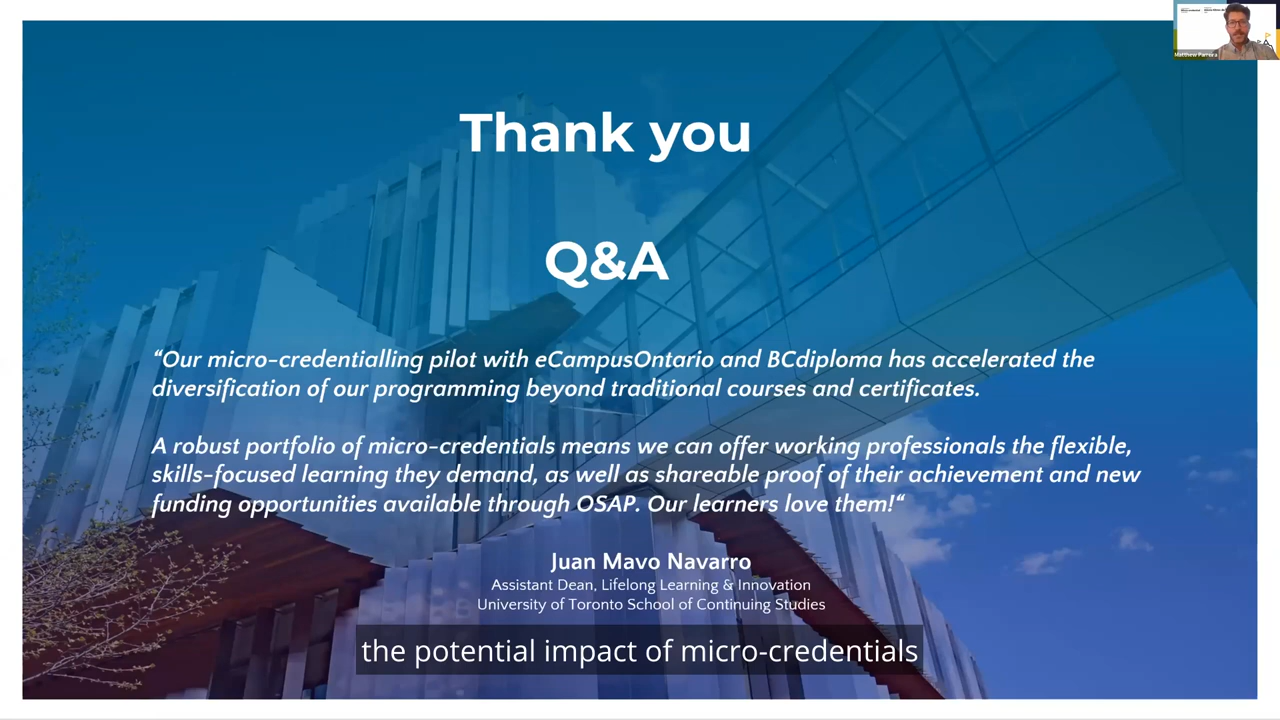 Thank you
Q&A
“Our micro-credentialling pilot with eCampusOntario and BCdiploma has accelerated the
diversification of our programming beyond traditional courses and certificates.
A robust portfolio of micro-credentials means we can offer working professionals the flexible,
skills-focused learning they demand, as well as shareable proof of their achievement and new
funding opportunities available through OSAP. Our learners love them!“
Juan Mavo Navarro
Assistant Dean, Lifelong Learning & Innovation
University of Toronto School of Continuing Studies
the potential impact of micro-credentials
Matthew